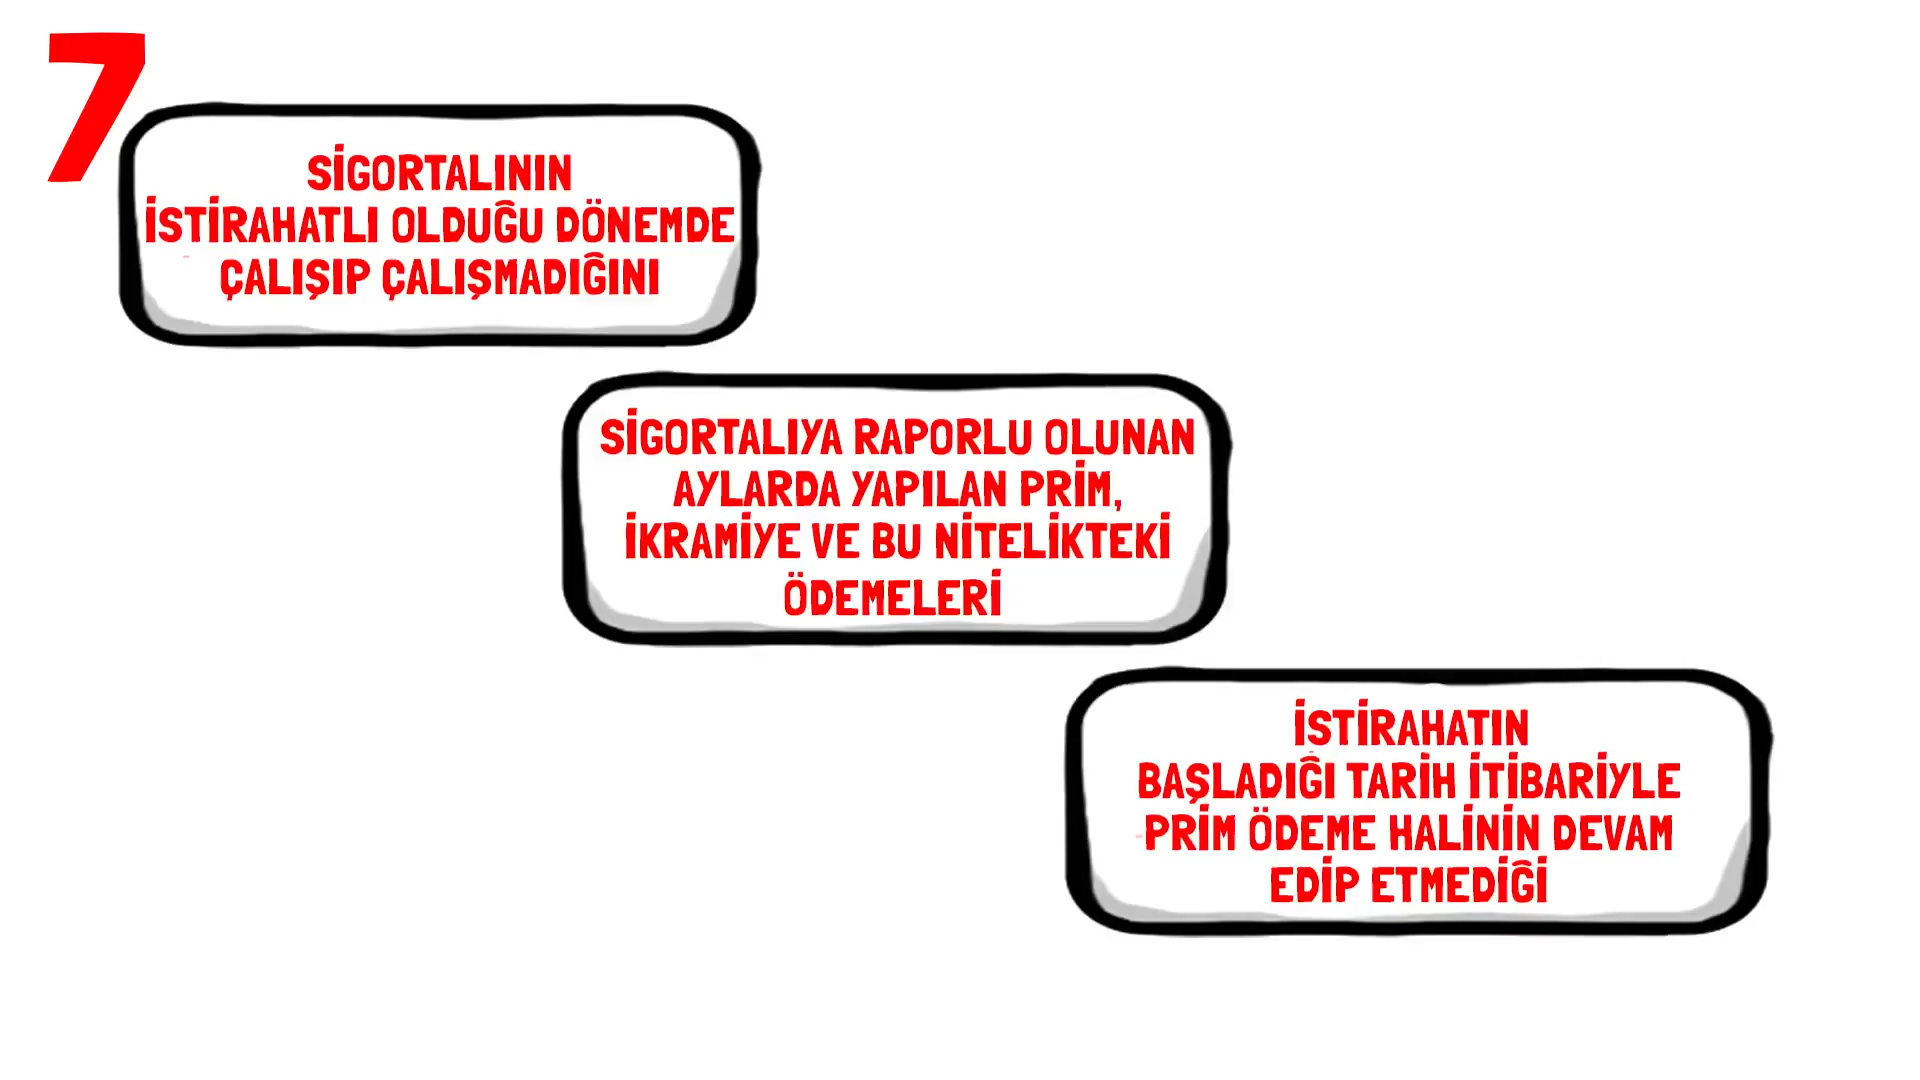 7
SİGORTALININ
İSTİRAHATLI OLDUĞU DÖNEMDE
ÇALIŞIP ÇALIŞMADIĞINI
SİGORTALIYA RAPORLU OLUNAN
AYLARDA YAPILAN PRİM,
İKRAMİYE VE BU NİTELİKTEKİ
ÖDEMELERİ
İSTİRAHATIN
BAŞLADIĞI TARİH İTİBARİYLE
PRİM ÖDEME HALİNİN DEVAM
EDİP ETMEDİĞİ